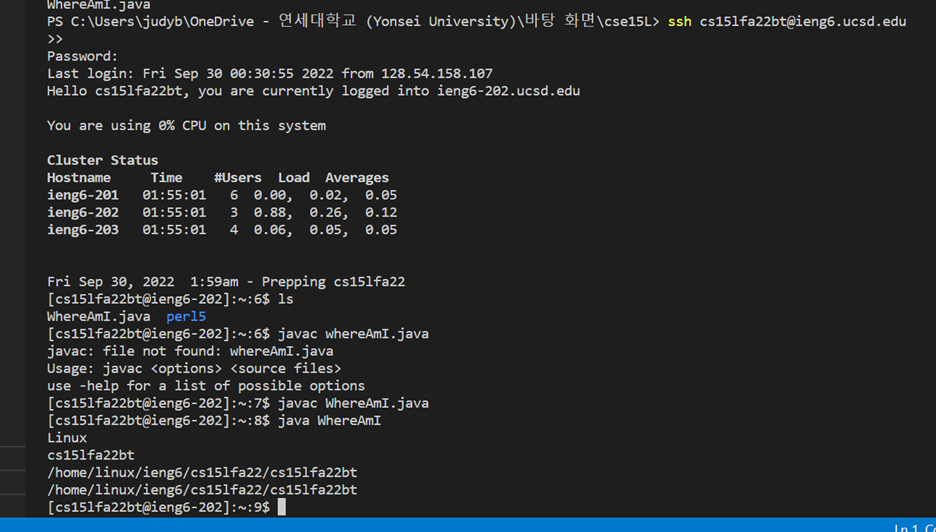 WhereAmI.java
PS C:\Users\judyb\OneDrive - 연세대학교 (Yonsei University)\바탕 화면\cse15L> ssh cs15lfa22bt@ieng6.ucsd.edu
>>
Password:
Last login: Fri Sep 30 00:30:55 2022 from 128.54.158.107
Hello cs15lfa22bt, you are currently logged into ieng6-202.ucsd.edu
You are using 0% CPU on this system
Cluster Status
Hostname     Time    #Users  Load  Averages
ieng6-201   01:55:01   6  0.00,  0.02,  0.05
ieng6-202   01:55:01   3  0.88,  0.26,  0.12
ieng6-203   01:55:01   4  0.06,  0.05,  0.05
Fri Sep 30, 2022  1:59am - Prepping cs15lfa22
[cs15lfa22bt@ieng6-202]:~:6$ ls
WhereAmI.java  perl5
[cs15lfa22bt@ieng6-202]:~:6$ javac whereAmI.java
javac: file not found: whereAmI.java
Usage: javac <options> <source files>
use -help for a list of possible options
[cs15lfa22bt@ieng6-202]:~:7$ javac WhereAmI.java
[cs15lfa22bt@ieng6-202]:~:8$ java WhereAmI
Linux
cs15lfa22bt
/home/linux/ieng6/cs15lfa22/cs15lfa22bt
/home/linux/ieng6/cs15lfa22/cs15lfa22bt
[cs15lfa22bt@ieng6-202]:~:9$